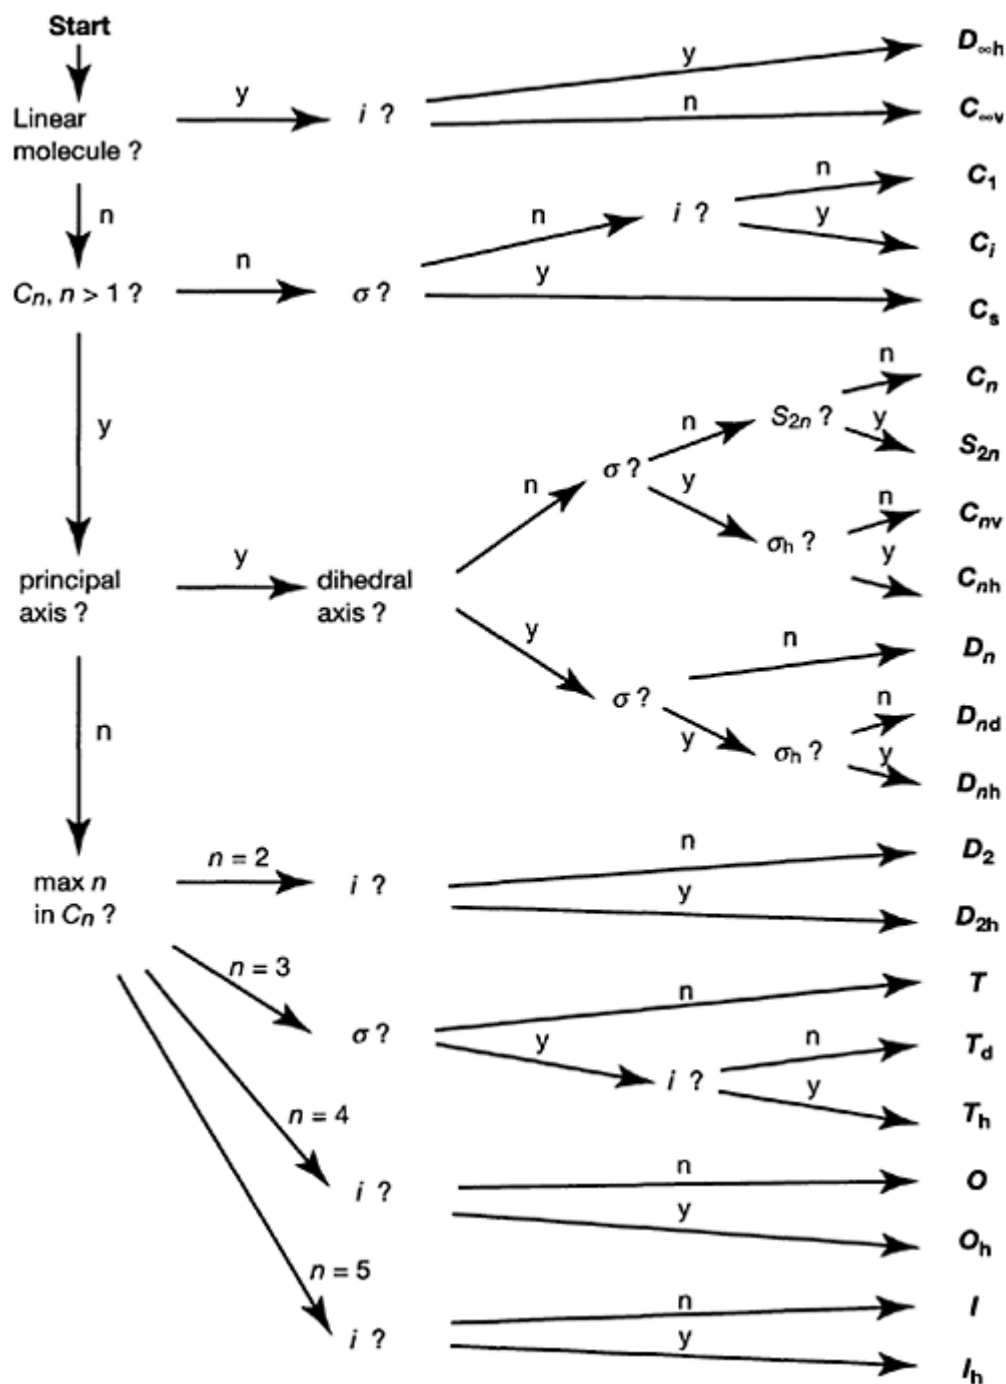 Start
y
D∞h
Linear
molecule ?
y
i ?
n
C∞v
n
n
i ?
n
C1
y
Ci
Cn, n > 1 ?
n
σ ?
y
Cs
y
n
Cn
n
S2n ?
y
S2n
n
σ ?
y
n
Cnv
σh ?
y
Cnh
principal
axis ?
y
dihedral
axis ?
y
n
Dn
n
σ ?
y
n
Dnd
σh ?
y
Dnh
max n
in Cn ?
n = 2
i ?
n
D2
y
D2h
n = 3
σ ?
n
T
y
i ?
n
Td
y
Th
n = 4
i ?
n
O
y
Oh
n = 5
i ?
n
I
y
Ih